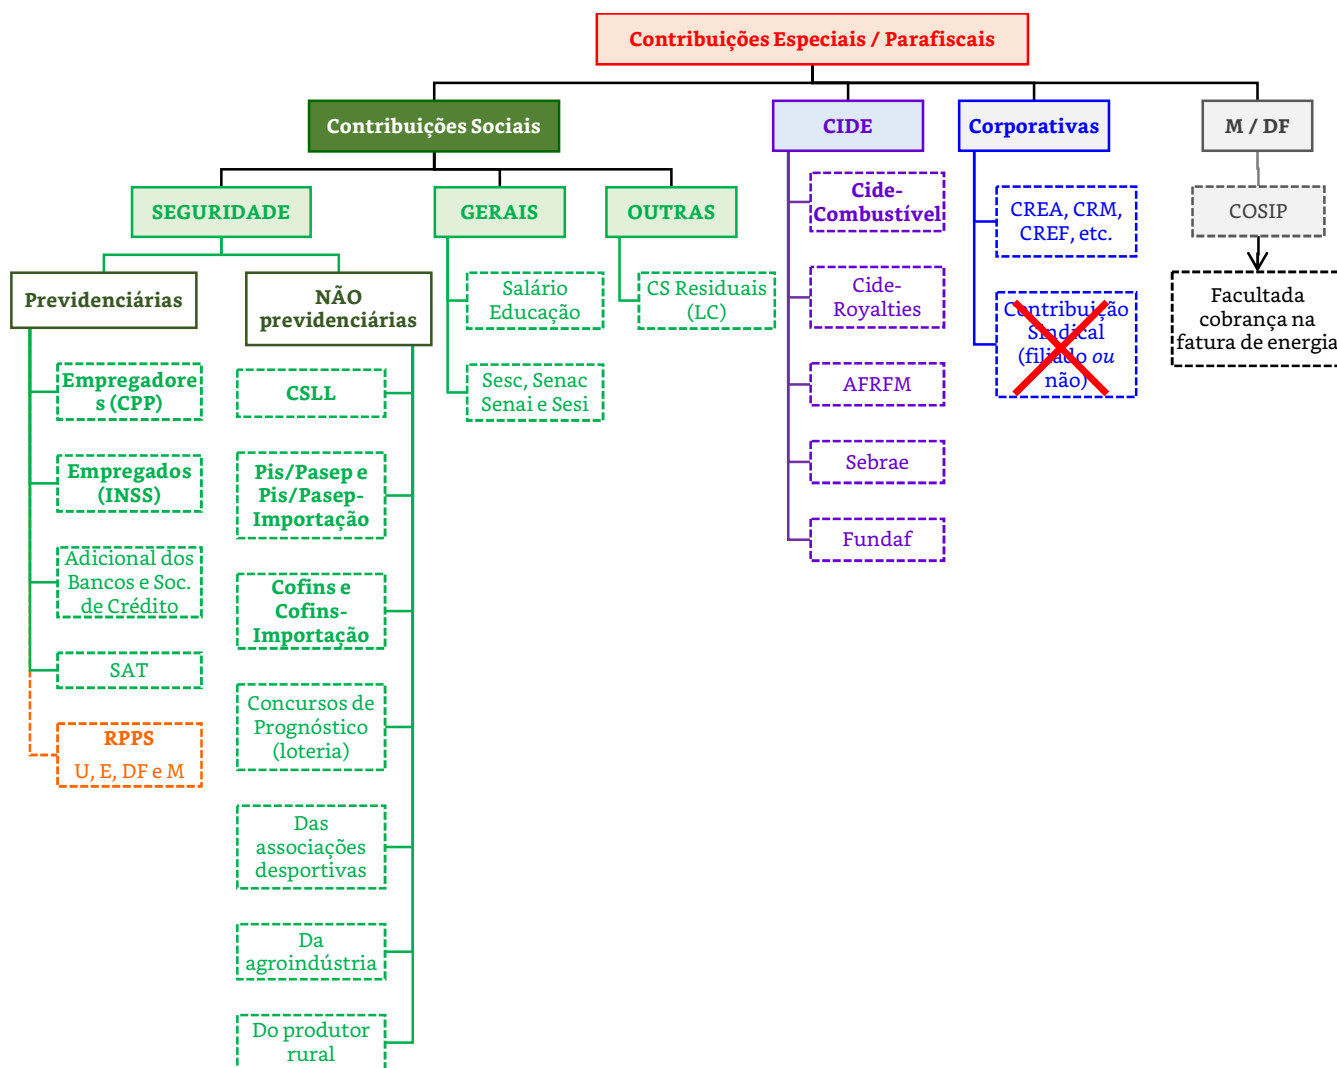 Contribuições Especiais / Parafiscais
Contribuições Sociais
CIDE
Corporativas
M / DF
SEGURIDADE
GERAIS
OUTRAS
Previdenciárias
NÃO
previdenciárias
Empregadore
s (CPP)
Empregados
(INSS)
Adicional dos
Bancos e Soc.
de Crédito
SAT
RPPS
U, E, DF e M
CSLL
Pis/Pasep e
Pis/Pasep-
Importação
Cofins e
Cofins-
Importação
Concursos de
Prognóstico
(loteria)
Das
associações
desportivas
Da
agroindústria
Do produtor
rural
Salário
Educação
Sesc, Senac
Senai e Sesi
CS Residuais
(LC)
Cide-
Combustível
Cide-
Royalties
AFRFM
Sebrae
Fundaf
CREA, CRM,
CREF, etc.
Contribuição
Sindical
(filiado ou
não)
COSIP
Facultada
cobrança na
fatura de energia